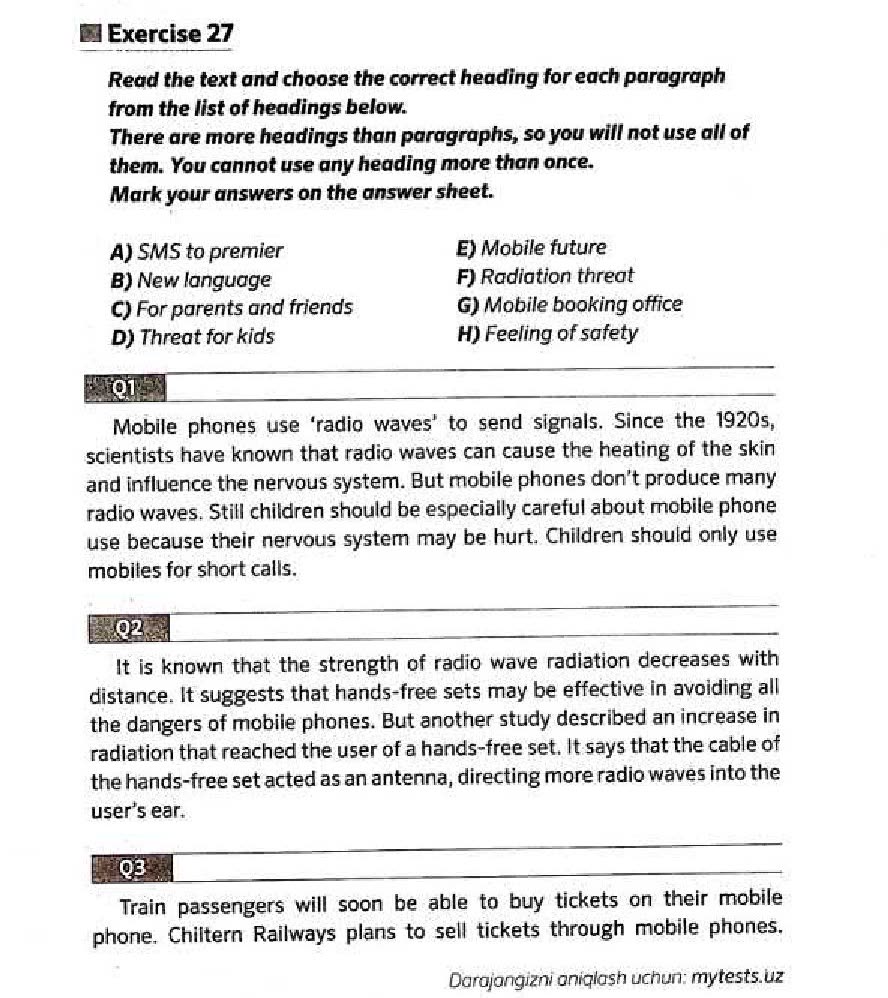 Exercise 27
Read the text and choose the correct heading for each paragraph
from the list of headings below.
There are more headings than paragraphs, so you will not use all of
them. You cannot use any heading more than once.
Mark your answers on the answer sheet.
A) SMS to premier
B) New language
C) For parents and friends
D) Threat for kids
E) Mobile future
F) Radiation threat
G) Mobile booking office
H) Feeling of safety
Q1
Mobile phones use ‘radio waves’ to send signals. Since the 1920s,
scientists have known that radio waves can cause the heating of the skin
and influence the nervous system. But mobile phones don’t produce many
radio waves. Still children should be especially careful about mobile phone
use because their nervous system may be hurt. Children should only use
mobiles for short calls.
Q2
It is known that the strength of radio wave radiation decreases with
distance. It suggests that hands-free sets may be effective in avoiding all
the dangers of mobile phones. But another study described an increase in
radiation that reached the user of a hands-free set. It says that the cable of
the hands-free set acted as an antenna, directing more radio waves into the
user’s ear.
Q3
Train passengers will soon be able to buy tickets on their mobile
phone. Chiltern Railways plans to sell tickets through mobile phones.
Darajangizni aniqlash uchun: mytests.uz